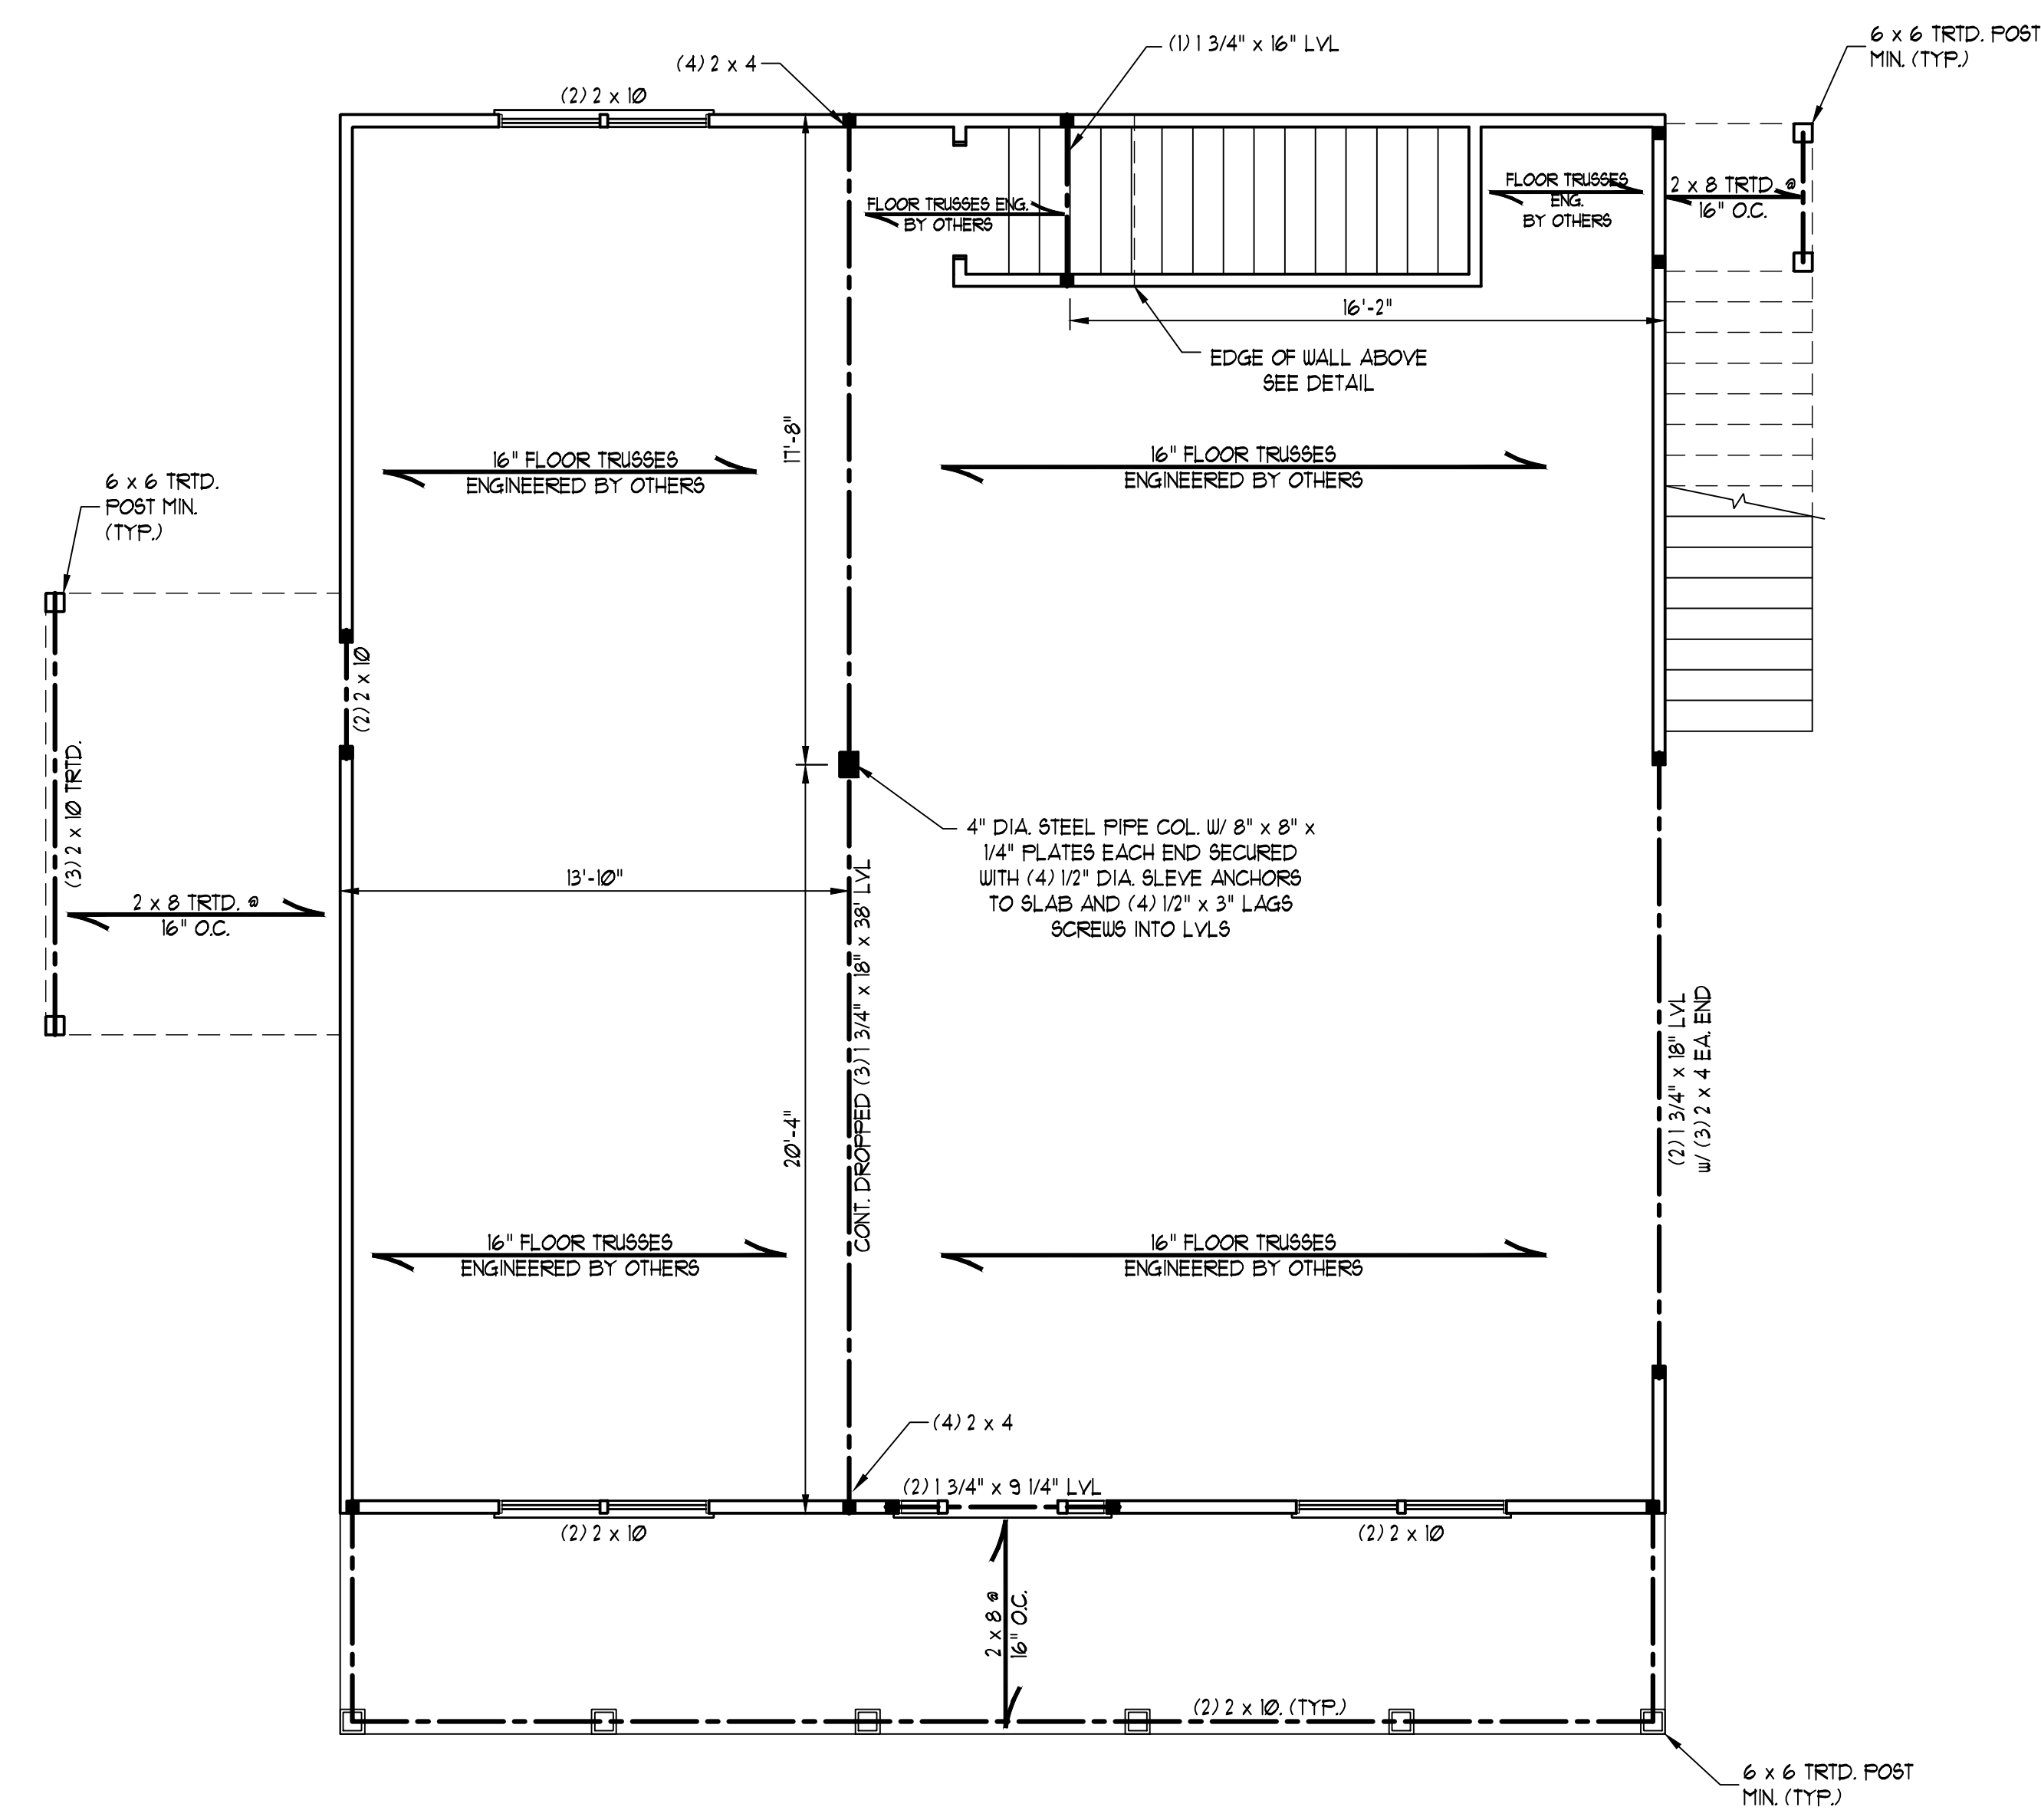 6 x 6 TRTD. POST
MIN. (TYP.)
(1) 1 3/4" x 16" LVL
(4) 2 x 4
(2) 2 x 10
FLOOR TRUSSES
ENG.
BY OTHERS
2 x 8 TRTD. @
16" O.C.
FLOOR TRUSSES ENG.
BY OTHERS
16'-2"
EDGE OF WALL ABOVE
SEE DETAIL
17'-8"
16" FLOOR TRUSSES
ENGINEERED BY OTHERS
16" FLOOR TRUSSES
ENGINEERED BY OTHERS
6 x 6 TRTD.
POST MIN.
(TYP.)
(2) 2 x 10
(3) 2 x 10 TRTD.
4" DIA. STEEL PIPE COL. W/ 8" x 8" x
1/4" PLATES EACH END SECURED
WITH (4) 1/2" DIA. SLEVE ANCHORS
TO SLAB AND (4) 1/2" x 3" LAGS
SCREWS INTO LVLS
13'-10"
2 x 8 TRTD. @
16" O.C.
CONT. DROPPED (3) 1 3/4" x 18" x 38' LVL
(2) 1 3/4" x 18" LVL
w/ (3) 2 x 4 EA. END
20'-4"
16" FLOOR TRUSSES
ENGINEERED BY OTHERS
16" FLOOR TRUSSES
ENGINEERED BY OTHERS
(4) 2 x 4
(2) 1 3/4" x 9 1/4" LVL
(2) 2 x 10
(2) 2 x 10
2 x 8 @
16" O.C.
(2) 2 x 10. (TYP.)
6 x 6 TRTD. POST
MIN. (TYP.)